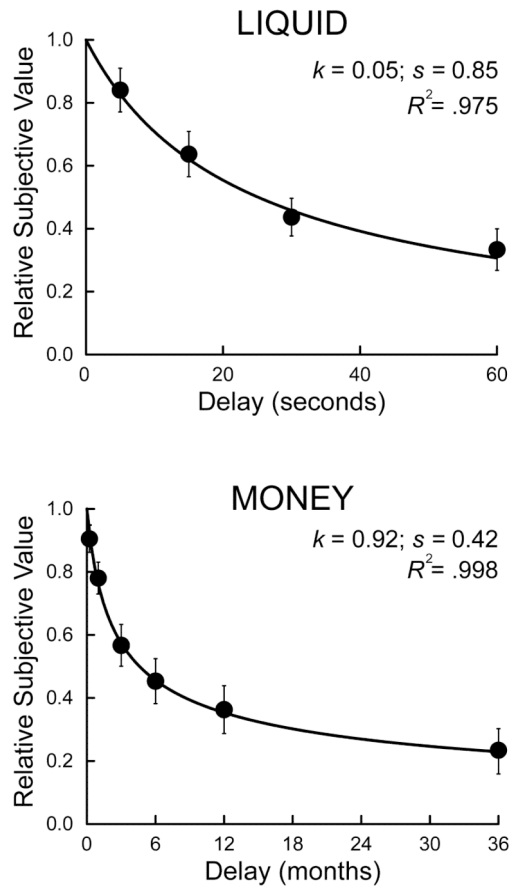 LIQUID
k = 0.05; s = 0.85
R²= .975
Relative Subjective Value
1.0
0.8
0.6
0.4
0.2
0.0
0 20 40 60
Delay (seconds)
MONEY
k = 0.92; s = 0.42
R²= .998
Relative Subjective Value
1.0
0.8
0.6
0.4
0.2
0.0
0 6 12 18 24 30 36
Delay (months)